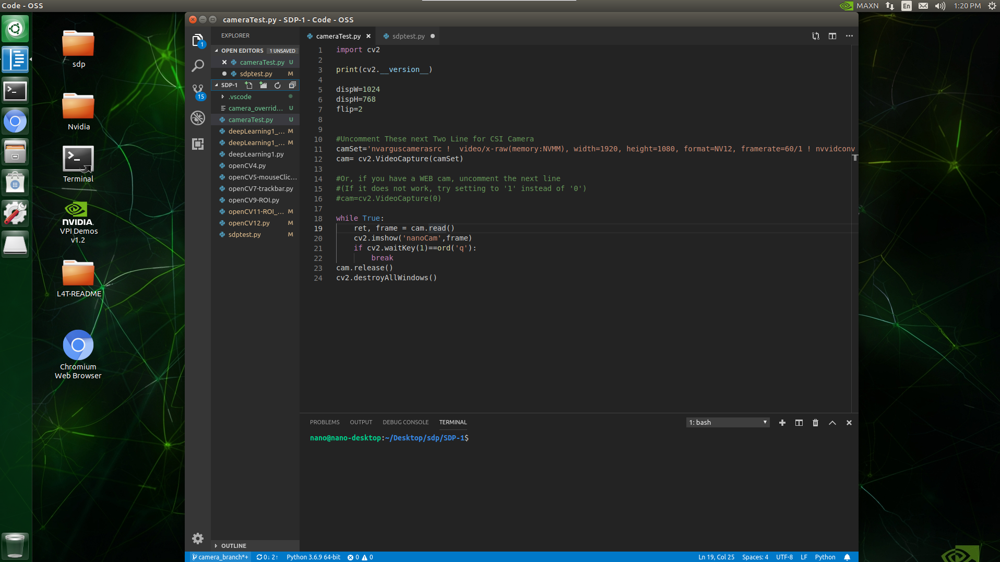 Code - OSS
MAXN
En
1:20 PM
sdp
Nvidia
Terminal
NVIDIA.
VPI Demos
v1.2
L4T-README
Chromium
Web Browser
cameraTest.py - SDP-1 - Code - OSS
1
15
EXPLORER
OPEN EDITORS 1 UNSAVED
cameraTest.py U
sdptest.py M
SDP-1
.vscode
camera_overrid... U
cameraTest.py U
deepLearning1_... M
deepLearning1_... M
deepLearning1.py
openCV4.py
openCV5-mouseClic...
openCV7-trackbar.py
openCV9-ROI.py
openCV11-ROI_... M
openCV12.py M
sdptest.py M
OUTLINE
cameraTest.py
sdptest.py
1 import cv2
2
3 print(cv2.__version__)
4
5 dispW=1024
6 dispH=768
7 flip=2
8
9
10 #Uncomment These next Two Line for CSI Camera
11 camSet='nvarguscamerasrc !  video/x-raw(memory:NVMM), width=1920, height=1080, format=NV12, framerate=60/1 ! nvvidconv
12 cam= cv2.VideoCapture(camSet)
13
14 #Or, if you have a WEB cam, uncomment the next line
15 #(If it does not work, try setting to '1' instead of '0')
16 #cam=cv2.VideoCapture(0)
17
18 while True:
19     ret, frame = cam.read()
20     cv2.imshow('nanoCam',frame)
21     if cv2.waitKey(1)==ord('q'):
22         break
23 cam.release()
24 cv2.destroyAllWindows()
PROBLEMS OUTPUT DEBUG CONSOLE TERMINAL
1: bash
nano@nano-desktop:~/Desktop/sdp/SDP-1$
camera_branch*+ 0↓ 2↑ Python 3.6.9 64-bit 0 0
Ln 19, Col 25 Spaces: 4 UTF-8 LF Python